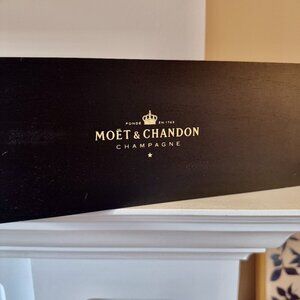 FONDÉ EN 1743
MOËT & CHANDON
CHAMPAGNE